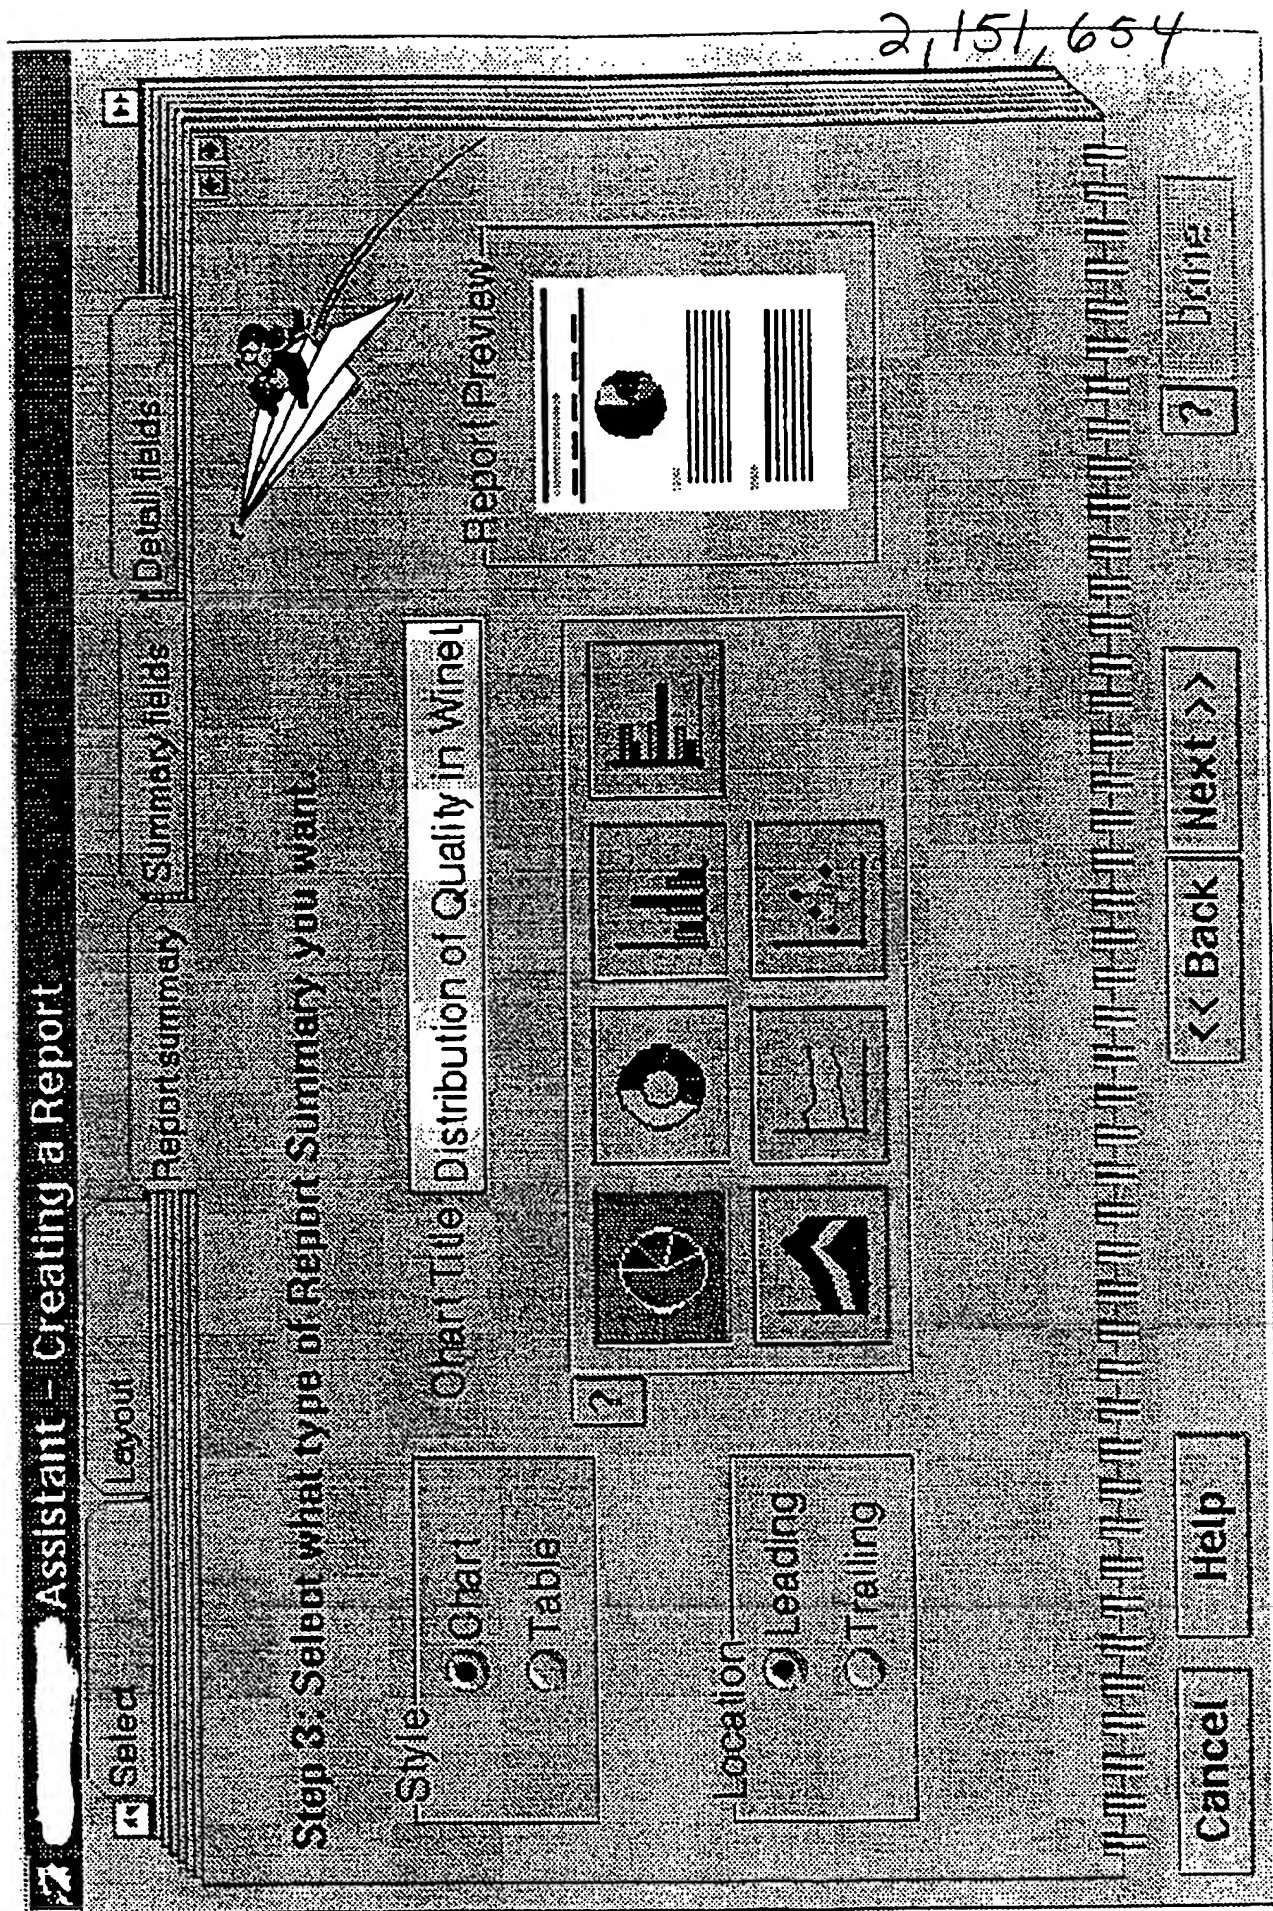 2,151,654
Assistant - Creating a Report
Select
Layout
Report summary
Summary fields
Detail fields
Step 3: Select what type of Report Summary you want.
Style
Chart
Table
Location
Leading
Trailing
Chart Title
Distribution of Quality in Wine
?
Report Preview
Cancel
Help
<< Back
Next >>
?
Done